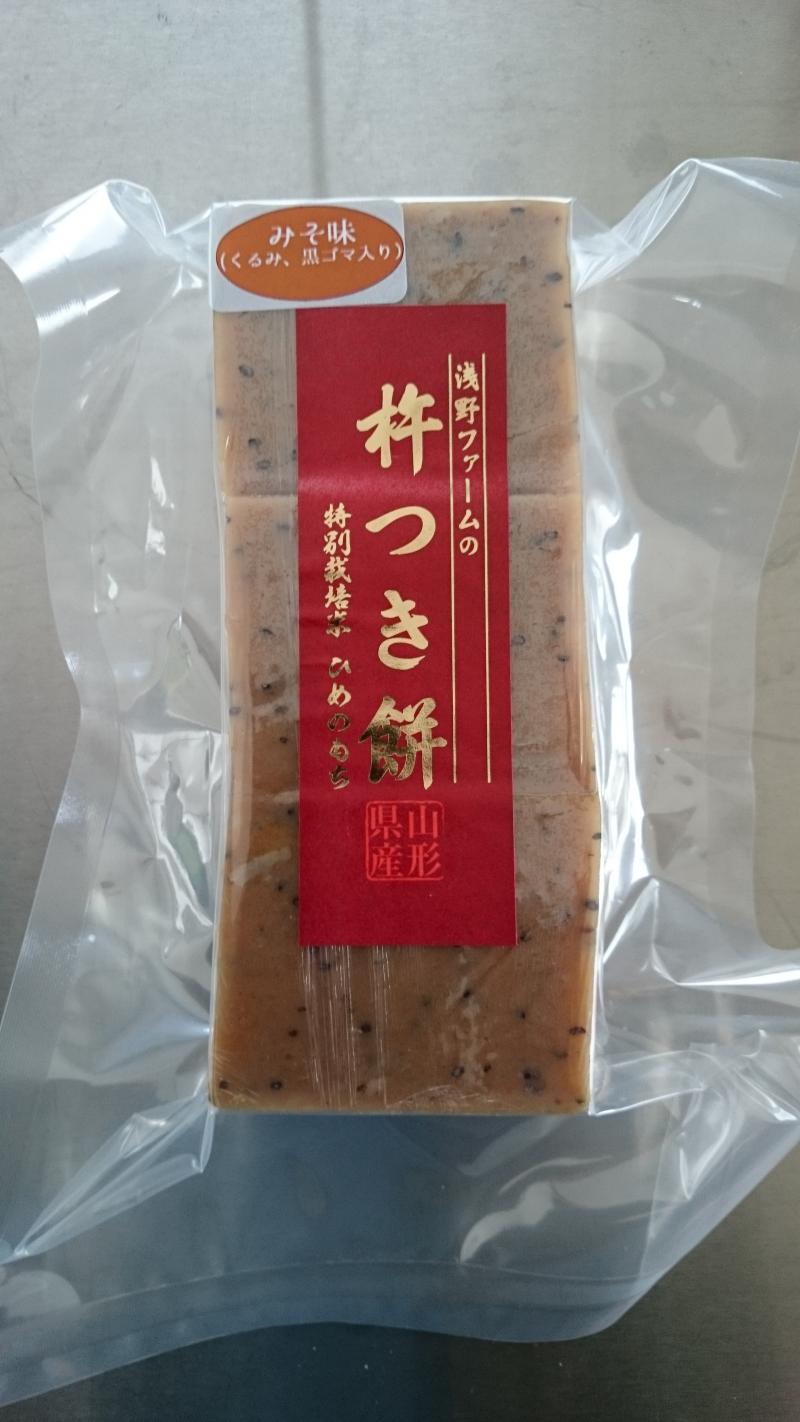 みそ味
(くるみ、黒ゴマ入り)
浅野ファームの
杵つき餅
特別栽培米 ひめのもち
山形
県産